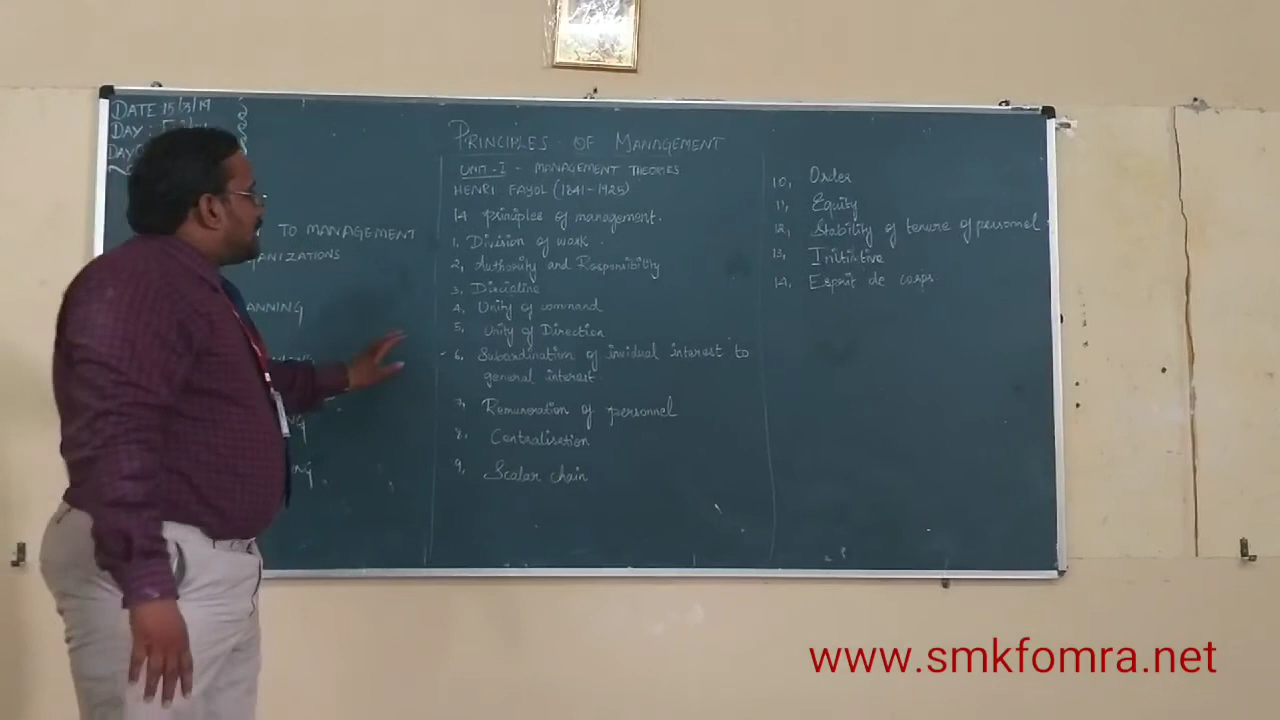 DATE: 15/3/19
DAY:
TO MANAGEMENT
PRINCIPLES OF MANAGEMENT
UNIT-I - MANAGEMENT THEORIES
HENRI FAYOL (1841-1925)
14 principles of management.
1. Division of work.
2. Authority and Responsibility
3. Discipline
4. Unity of command
5. Unity of Direction
6. Subordination of invidual interest to
general interest.
7. Remuneration of personnel
8. Centralisation
9. Scalar chain
10, Order
11, Equity
12, Stability of tenure of personnel.
13, Initiative
14. Esprit de corps.
www.smkfomra.net